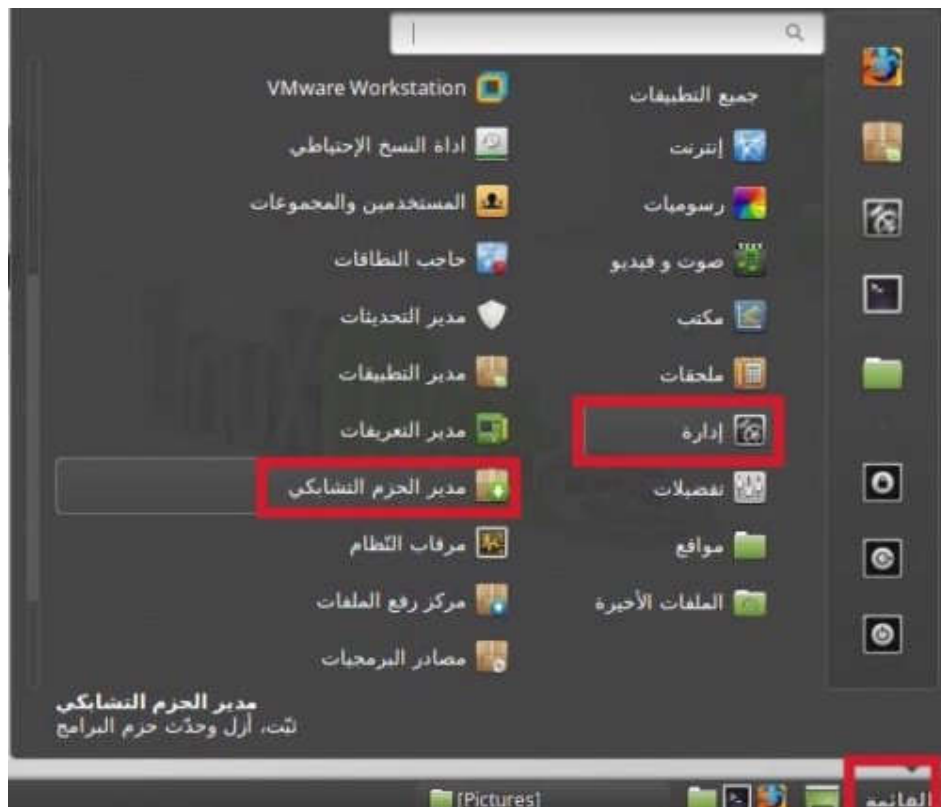 جميع التطبيقات
إنترنت
رسوميات
صوت و فيديو
مكتب
ملحقات
إدارة
تفضيلات
مواقع
الملفات الأخيرة
VMware Workstation
اداة النسخ الإحتياطي
المستخدمين والمجموعات
حاجب النطاقات
مدير التحديثات
مدير التطبيقات
مدير التعريفات
مدير الحزم التشابكي
مرقاب النّظام
مركز رفع الملفات
مصادر البرمجيات
مدير الحزم التشابكي
ثبّت، أزل وحدّث حزم البرامج
القائمة
[Pictures]